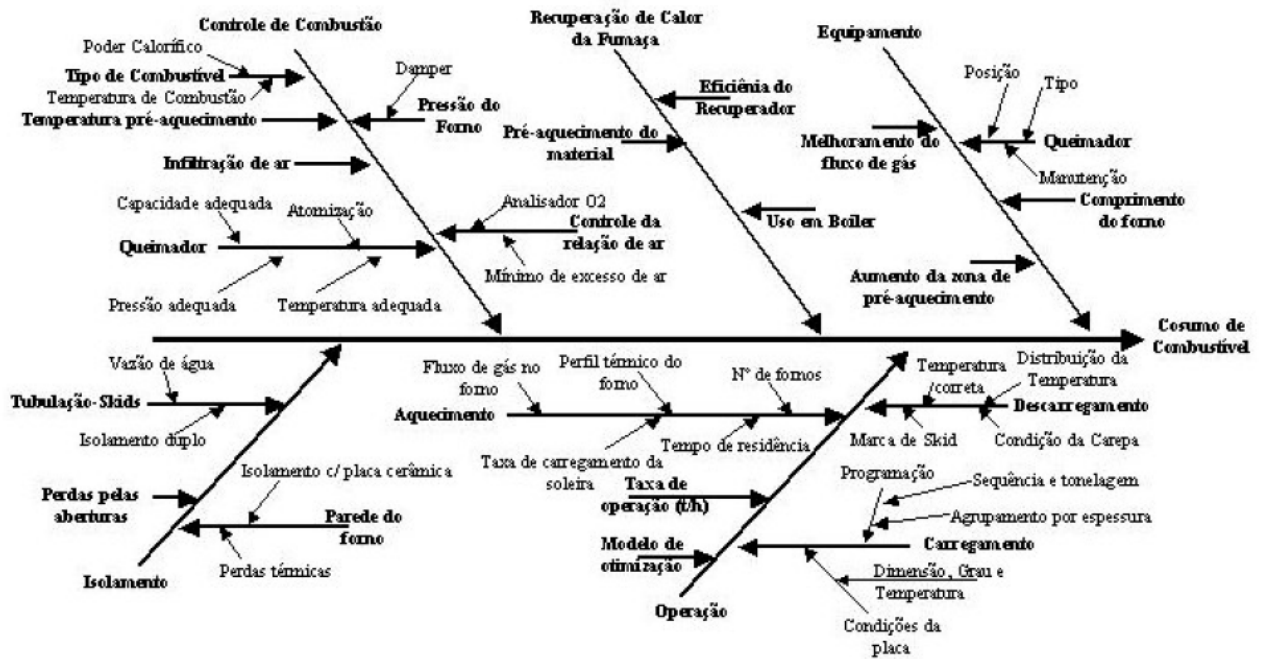 Controle de Combustão
Poder Calorífico
Tipo de Combustível
Temperatura de Combustão
Temperatura pré-aquecimento
Damper
Pressão do
Forno
Infiltração de ar
Capacidade adequada
Atomização
Queimador
Pressão adequada
Temperatura adequada
Analisador O2
Controle da
relação de ar
Mínimo de excesso de ar
Recuperação de Calor
da Fumaça
Eficiênia do
Recuperador
Pré-aquecimento do
material
Uso em Boiler
Equipamento
Posição
Tipo
Melhoramento do
fluxo de gás
Queimador
Manutenção
Comprimento
do forno
Aumento da zona de
pré-aquecimento
Cosumo de
Combustível
Vazão de água
Tubulação-Skids
Isolamento duplo
Isolamento c/ placa cerâmica
Perdas pelas
aberturas
Parede do
forno
Perdas térmicas
Isolamento
Fluxo de gás no
forno
Perfil térmico do
forno
Nº de fornos
Aquecimento
Taxa de carregamento da
soleira
Tempo de residência
Temperatura
correta
Distribuição da
Temperatura
Descarregamento
Marca de Skid
Condição da Carepa
Taxa de
operação (t/h)
Programação
Sequência e tonelagem
Agrupamento por espessura
Modelo de
otimização
Carregamento
Dimensão, Grau e
Temperatura
Condições da
placa
Operação